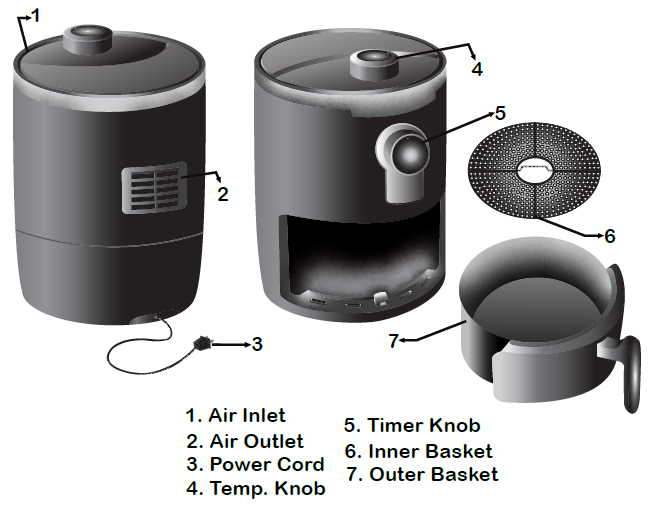 1
4
5
2
6
7
3
1. Air Inlet
2. Air Outlet
3. Power Cord
4. Temp. Knob
5. Timer Knob
6. Inner Basket
7. Outer Basket